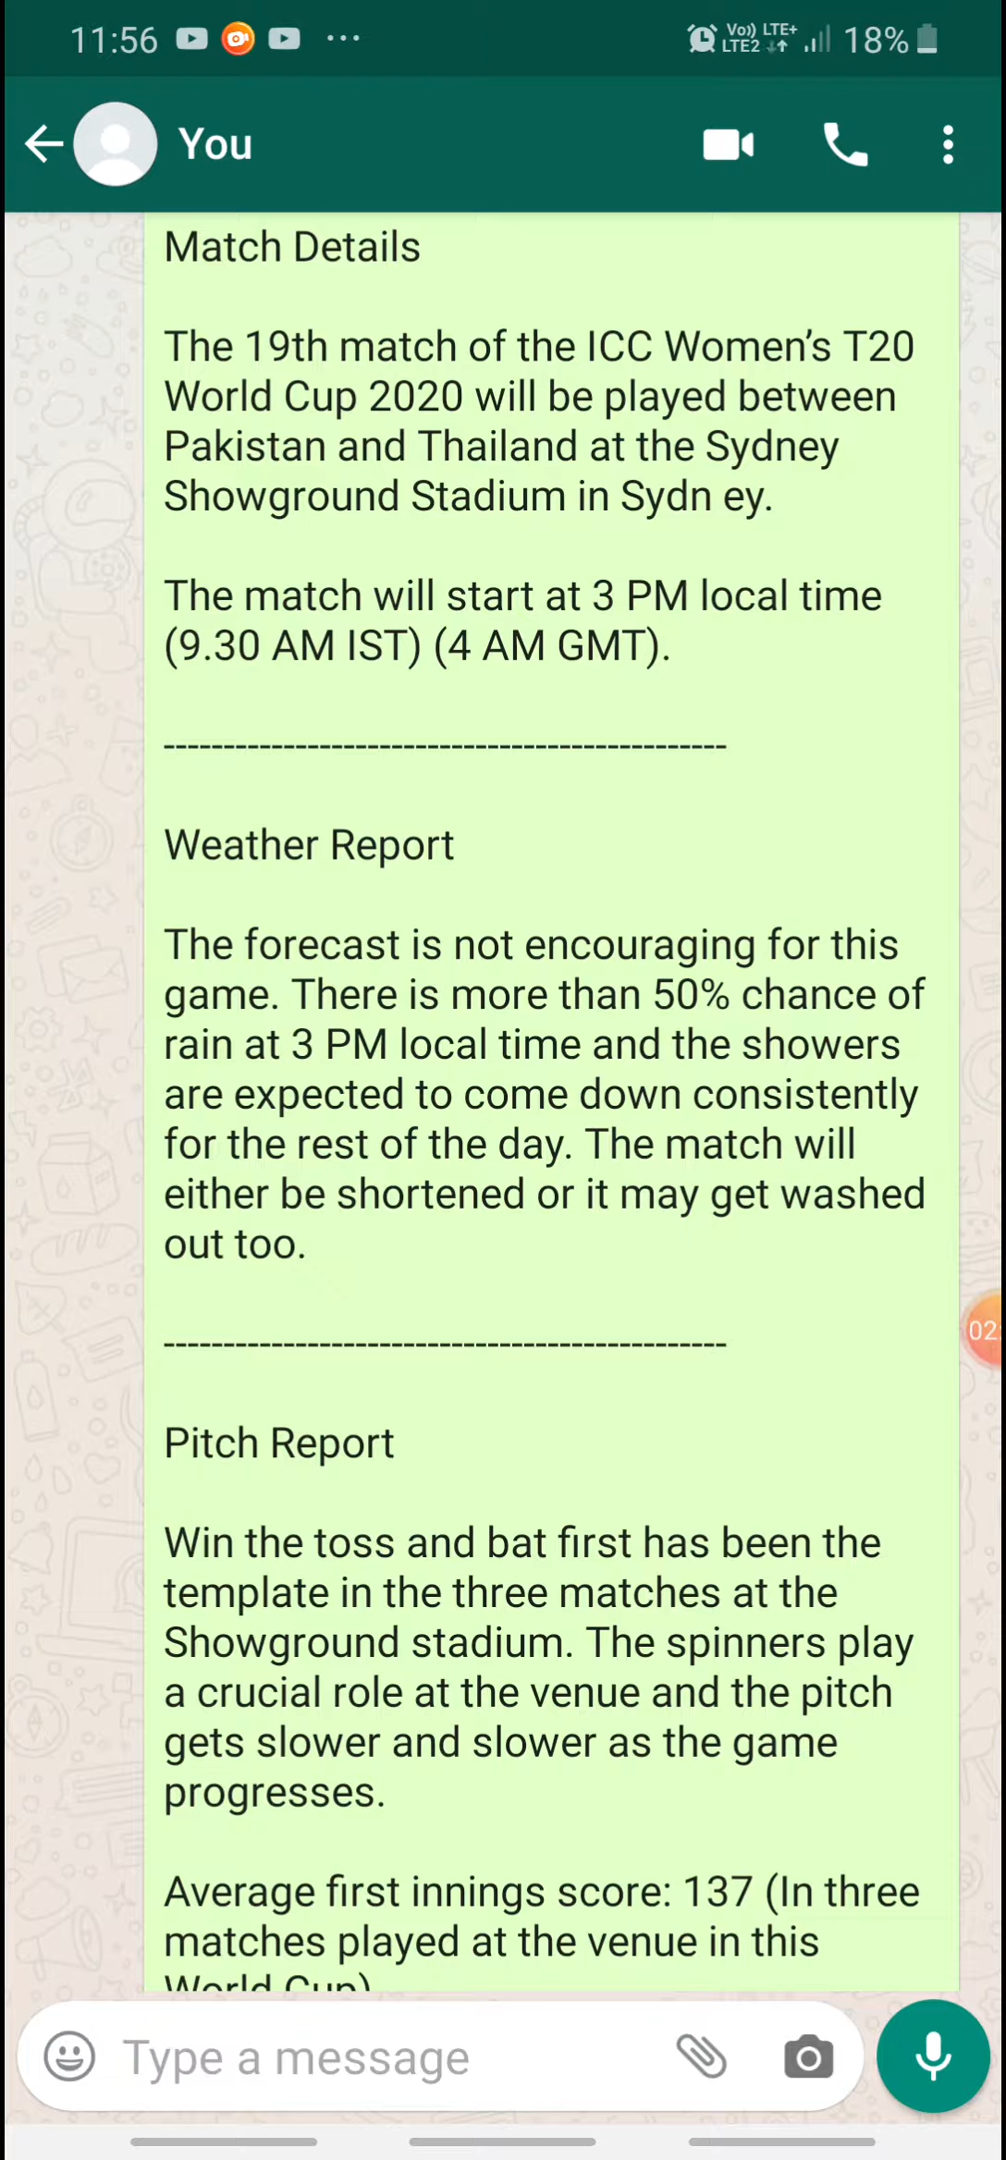 11:56 Vo)) LTE+ LTE2 18%
You
Match Details
The 19th match of the ICC Women’s T20
World Cup 2020 will be played between
Pakistan and Thailand at the Sydney
Showground Stadium in Sydn ey.
The match will start at 3 PM local time
(9.30 AM IST) (4 AM GMT).
-----------------------------------------------
Weather Report
The forecast is not encouraging for this
game. There is more than 50% chance of
rain at 3 PM local time and the showers
are expected to come down consistently
for the rest of the day. The match will
either be shortened or it may get washed
out too.
02:
-----------------------------------------------
Pitch Report
Win the toss and bat first has been the
template in the three matches at the
Showground stadium. The spinners play
a crucial role at the venue and the pitch
gets slower and slower as the game
progresses.
Average first innings score: 137 (In three
matches played at the venue in this
World Cup)
Type a message